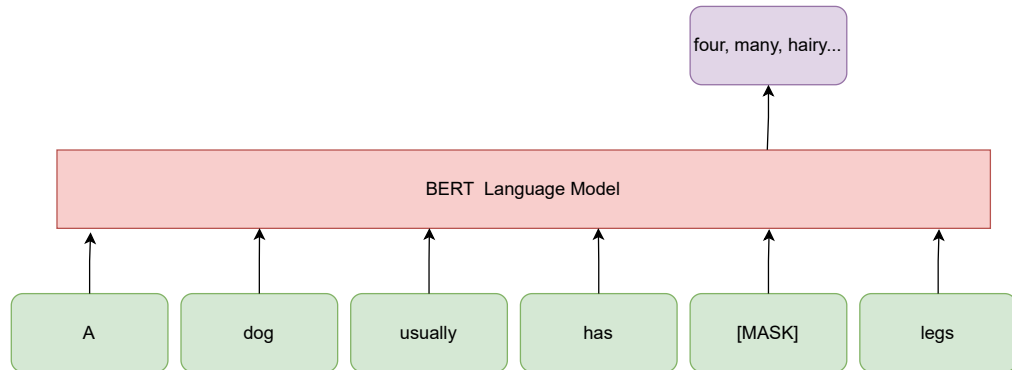 four, many, hairy...
BERT Language Model
A
dog
usually
has
[MASK]
legs